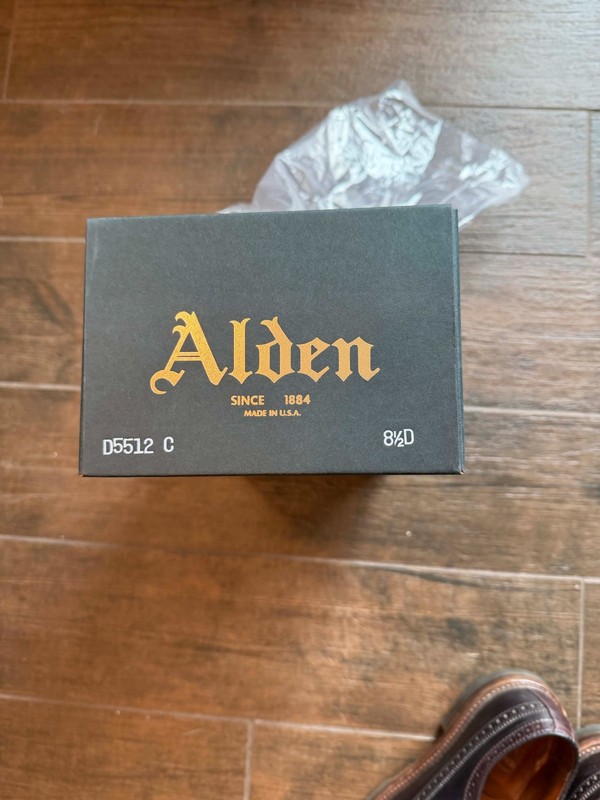 Alden
SINCE 1884
MADE IN U.S.A.
D5512 C 8½D